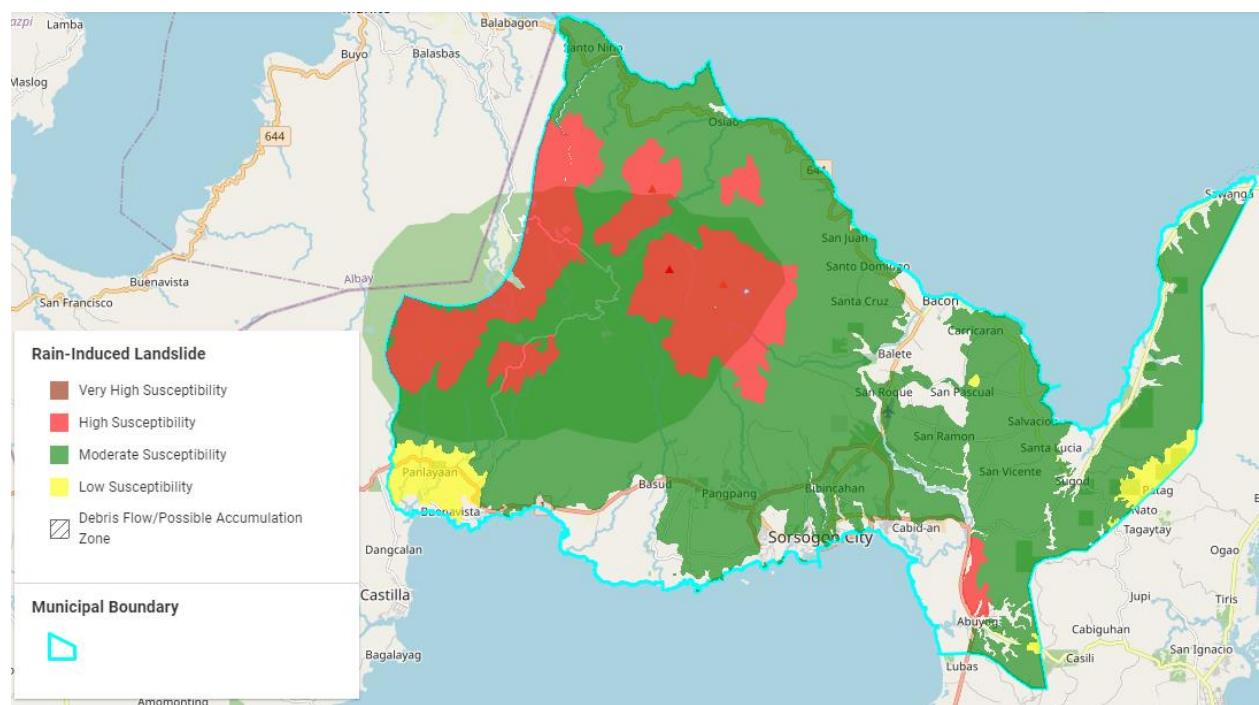 Lamba
Balabagon
Buyo
Balasbas
Maslog
Santo Niño
Osiao
644
644
San Juan
Sawanga
Albay
Buenavista
San Francisco
Santo Domingo
Santa Cruz
Bacon
Carricaran
Balete
San Roque
San Pascual
Salvacion
San Ramon
Santa Lucia
San Vicente
Sugod
Panlayaan
Basud
Pangpang
Bibincahan
Patag
Nato
Tagaytay
Buenavista
Sorsogon City
Cabid-an
Dangcalan
Ogao
Castilla
Jupi
Tiris
Abuyog
Cabiguhan
Bagalayag
San Ignacio
Lubas
Casili
Amomonting
Rain-Induced Landslide
Very High Susceptibility
High Susceptibility
Moderate Susceptibility
Low Susceptibility
Debris Flow/Possible Accumulation
Zone
Municipal Boundary